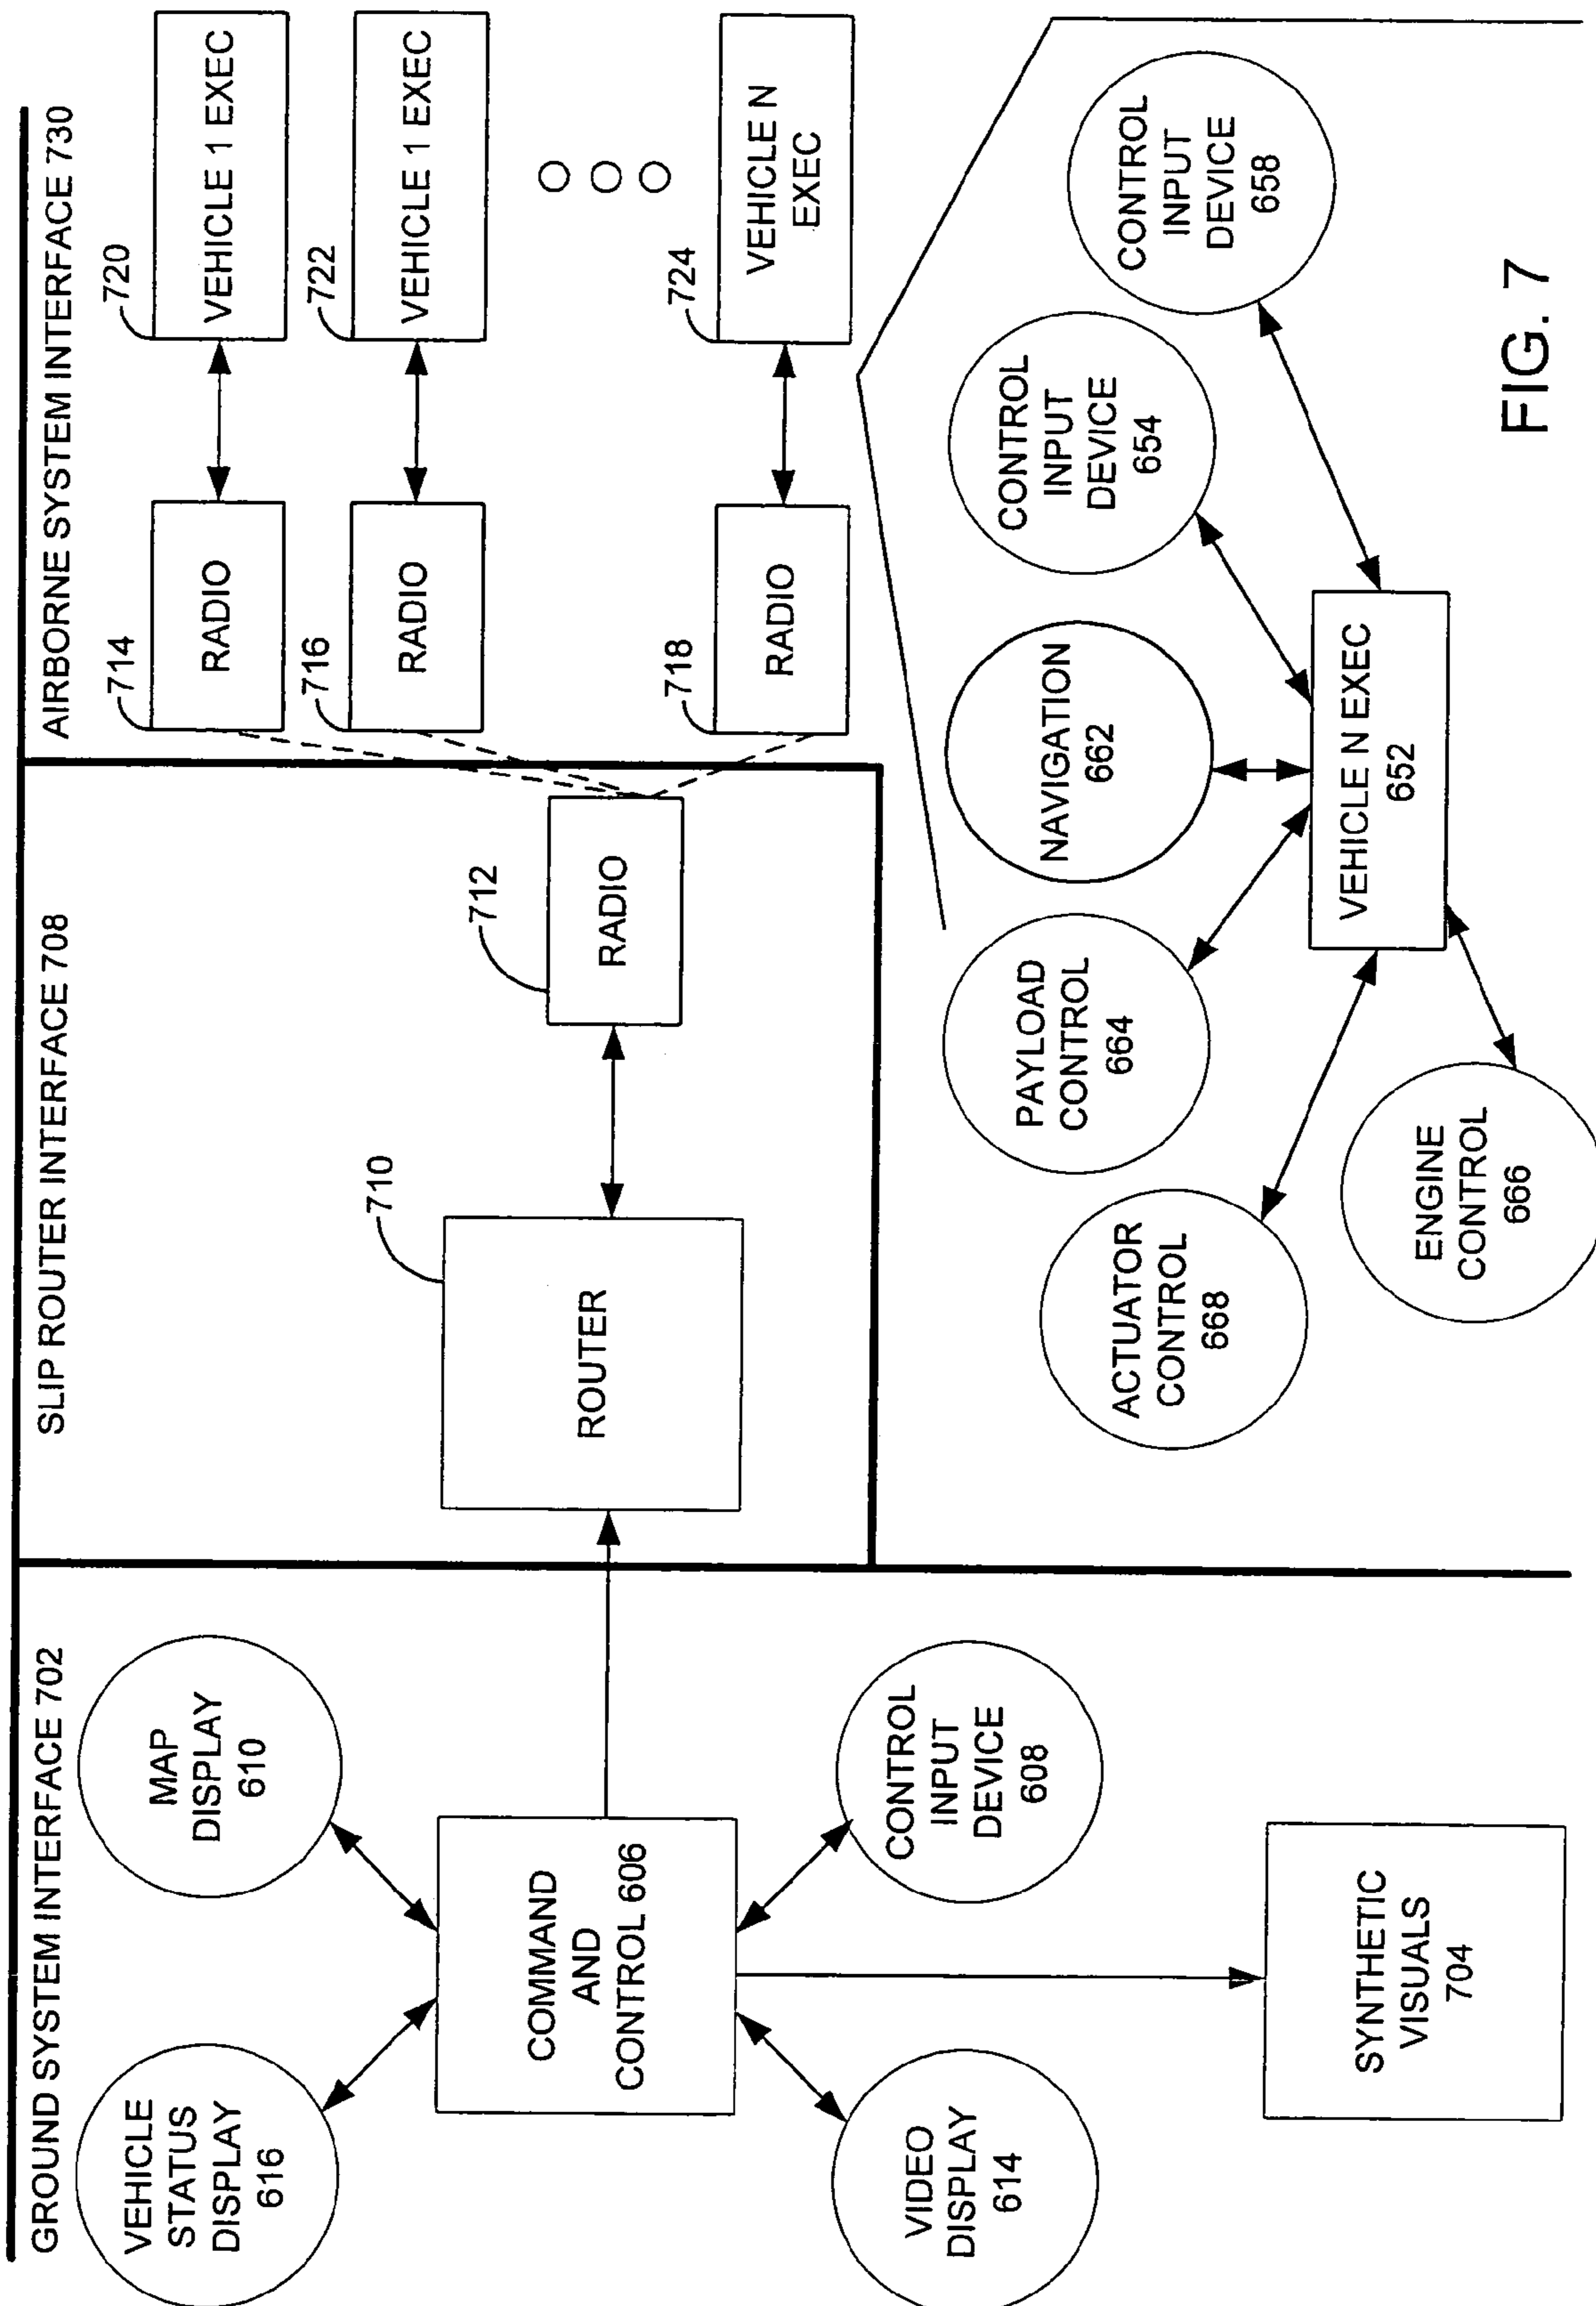 GROUND SYSTEM INTERFACE 702
VEHICLE
STATUS
DISPLAY
616
MAP
DISPLAY
610
COMMAND
AND
CONTROL 606
VIDEO
DISPLAY
614
CONTROL
INPUT
DEVICE
608
SYNTHETIC
VISUALS
704
SLIP ROUTER INTERFACE 708
710
ROUTER
712
RADIO
AIRBORNE SYSTEM INTERFACE 730
714
RADIO
720
VEHICLE 1 EXEC
716
RADIO
722
VEHICLE 1 EXEC
718
RADIO
724
VEHICLE N
EXEC
ACTUATOR
CONTROL
668
PAYLOAD
CONTROL
664
NAVIGATION
662
CONTROL
INPUT
DEVICE
654
CONTROL
INPUT
DEVICE
658
ENGINE
CONTROL
666
VEHICLE N EXEC
652
FIG. 7